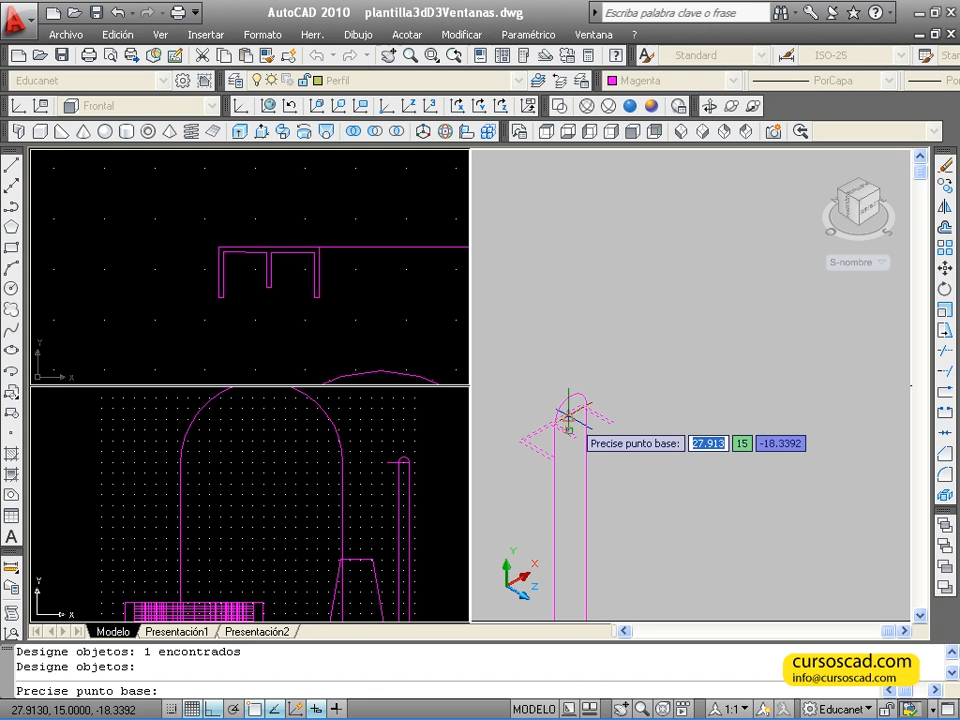 AutoCAD 2010 plantilla3dD3Ventanas.dwg
Escriba palabra clave o frase
Archivo Edición Ver Insertar Formato Herr. Dibujo Acotar Modificar Paramétrico Ventana ?
Standard ISO-25
Educanet Perfil Magenta PorCapa
Frontal
S-nombre
Y
X
Precise punto base: 27.913 15 -18.3392
Y
X
Z
Y
X
Modelo Presentación1 Presentación2
Designe objetos: 1 encontrados
Designe objetos:
Precise punto base:
cursoscad.com
info@cursoscad.com
27.9130, 15.0000, -18.3392 MODELO 1:1 Educanet